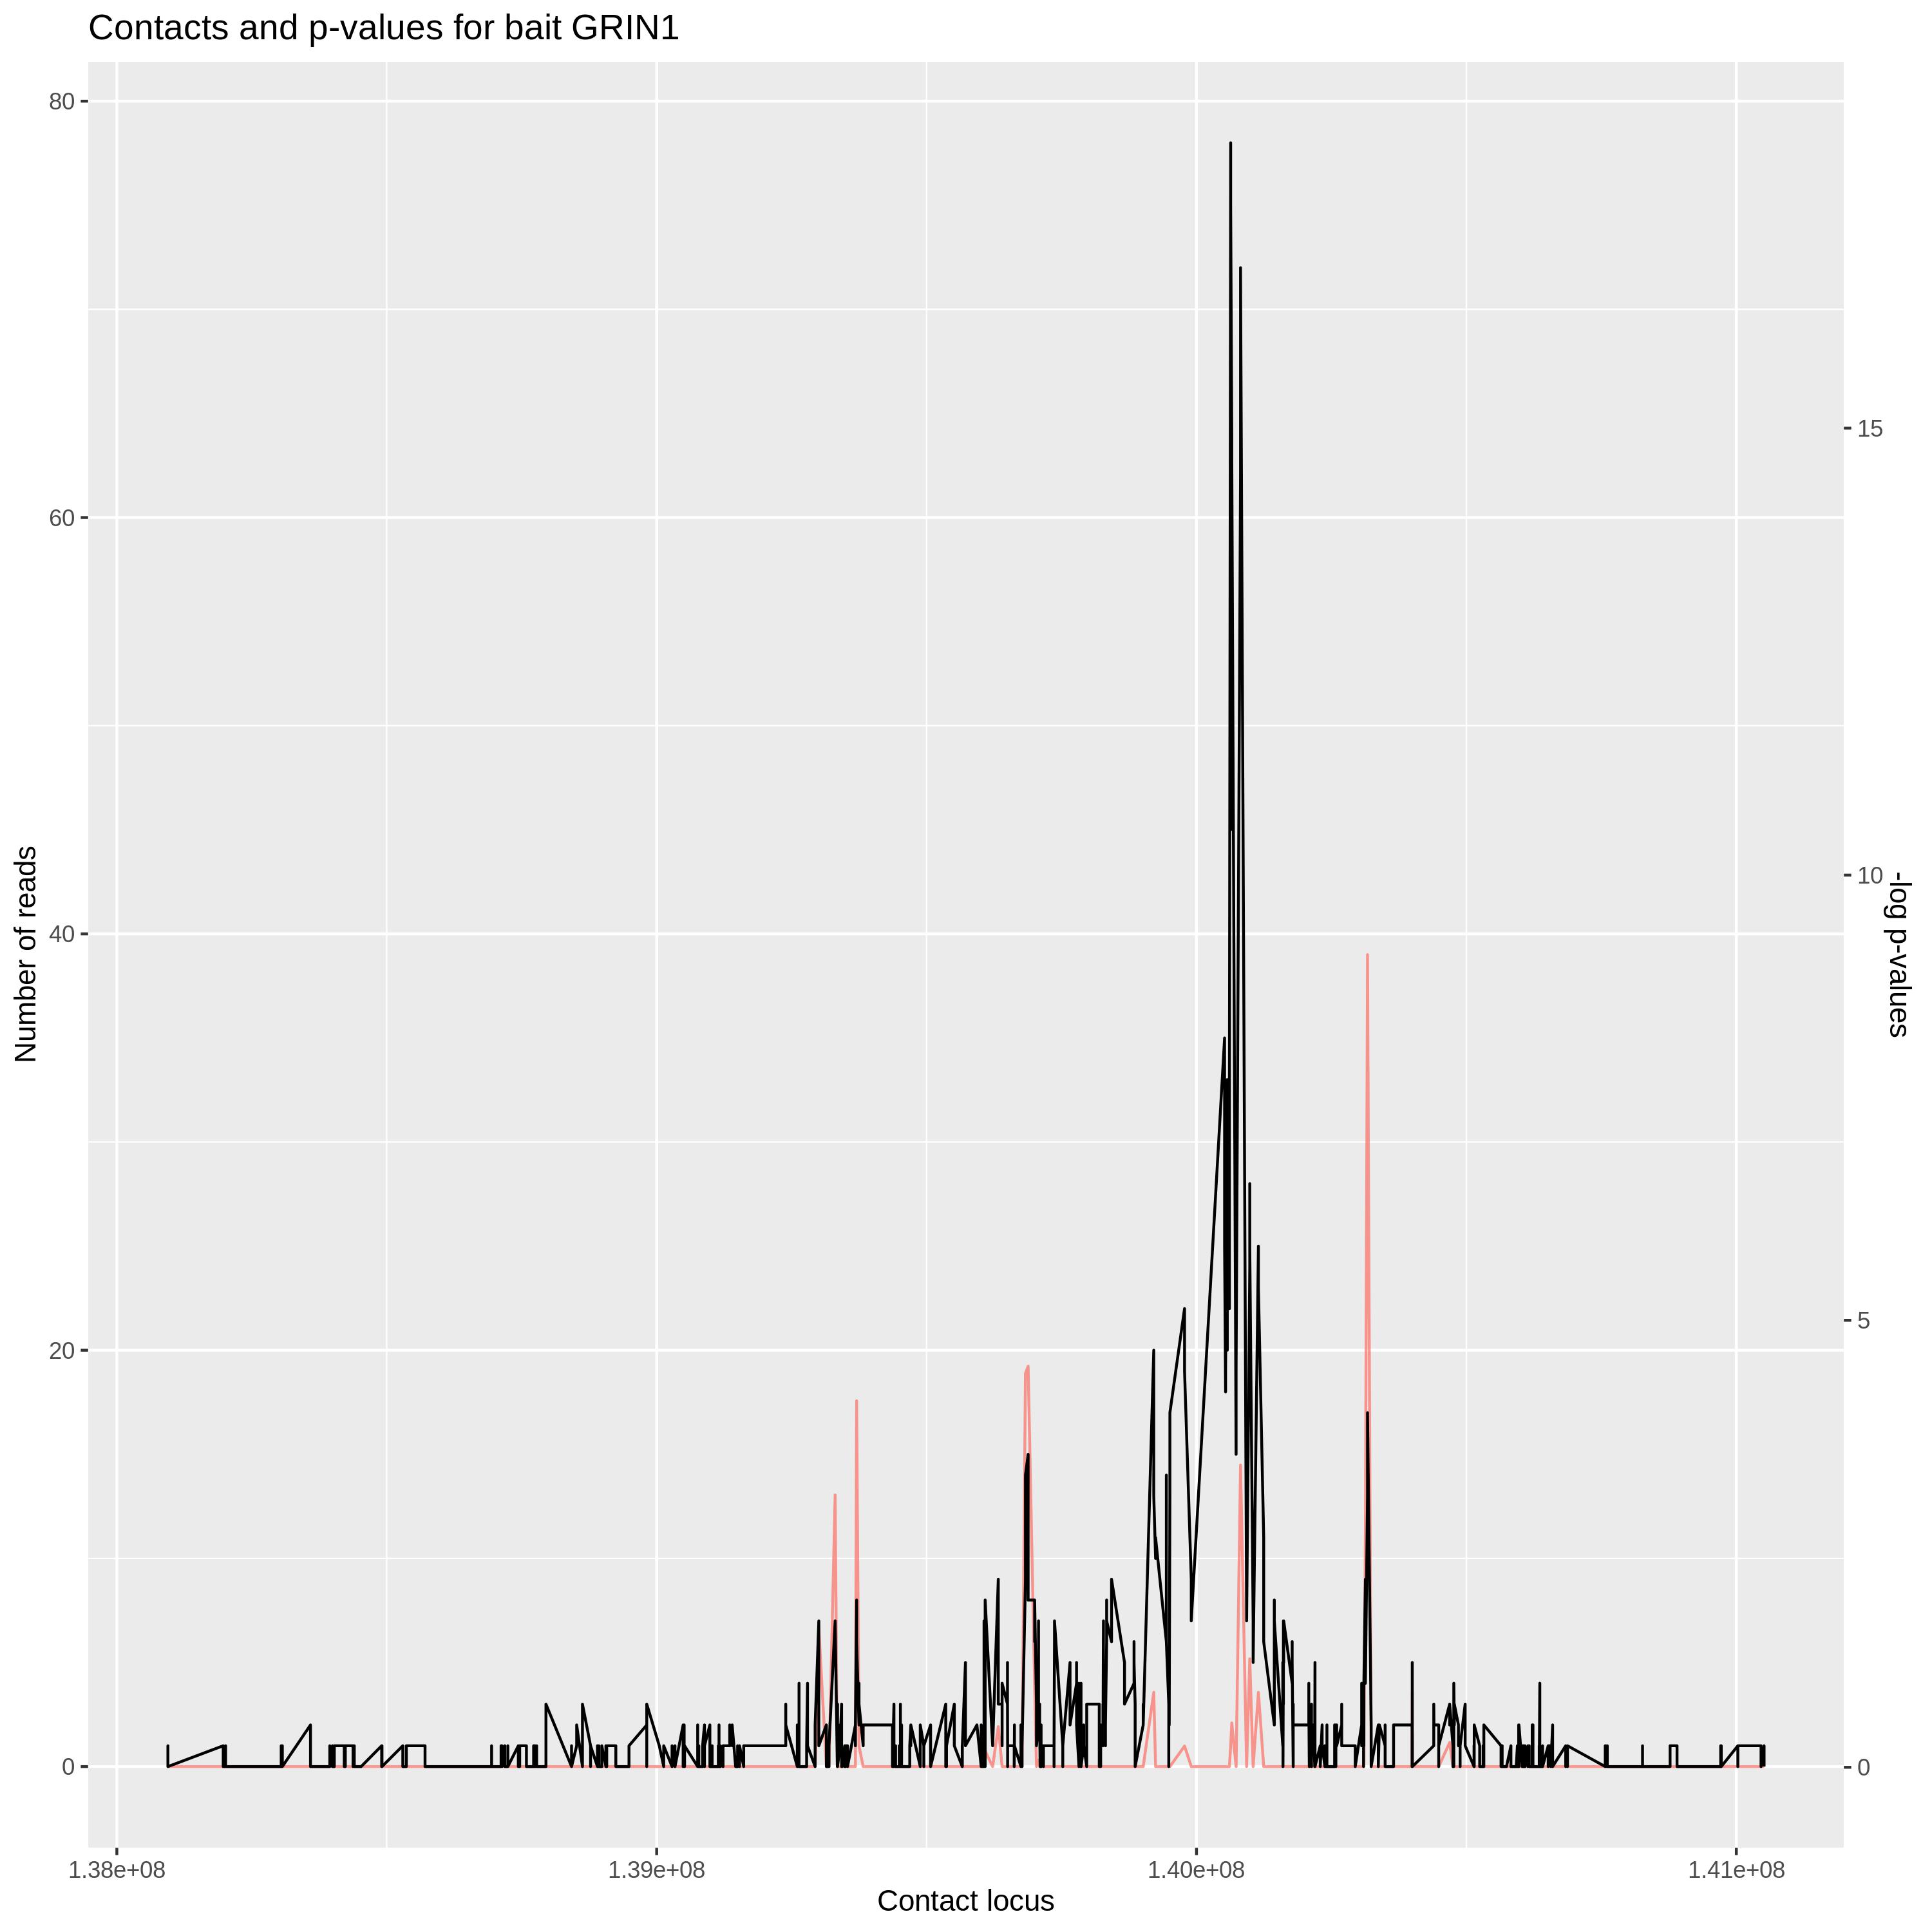 Contacts and p-values for bait GRIN1
80
60
40
20
0
Number of reads
15
10
5
0
-log p-values
1.38e+08
1.39e+08
1.40e+08
1.41e+08
Contact locus